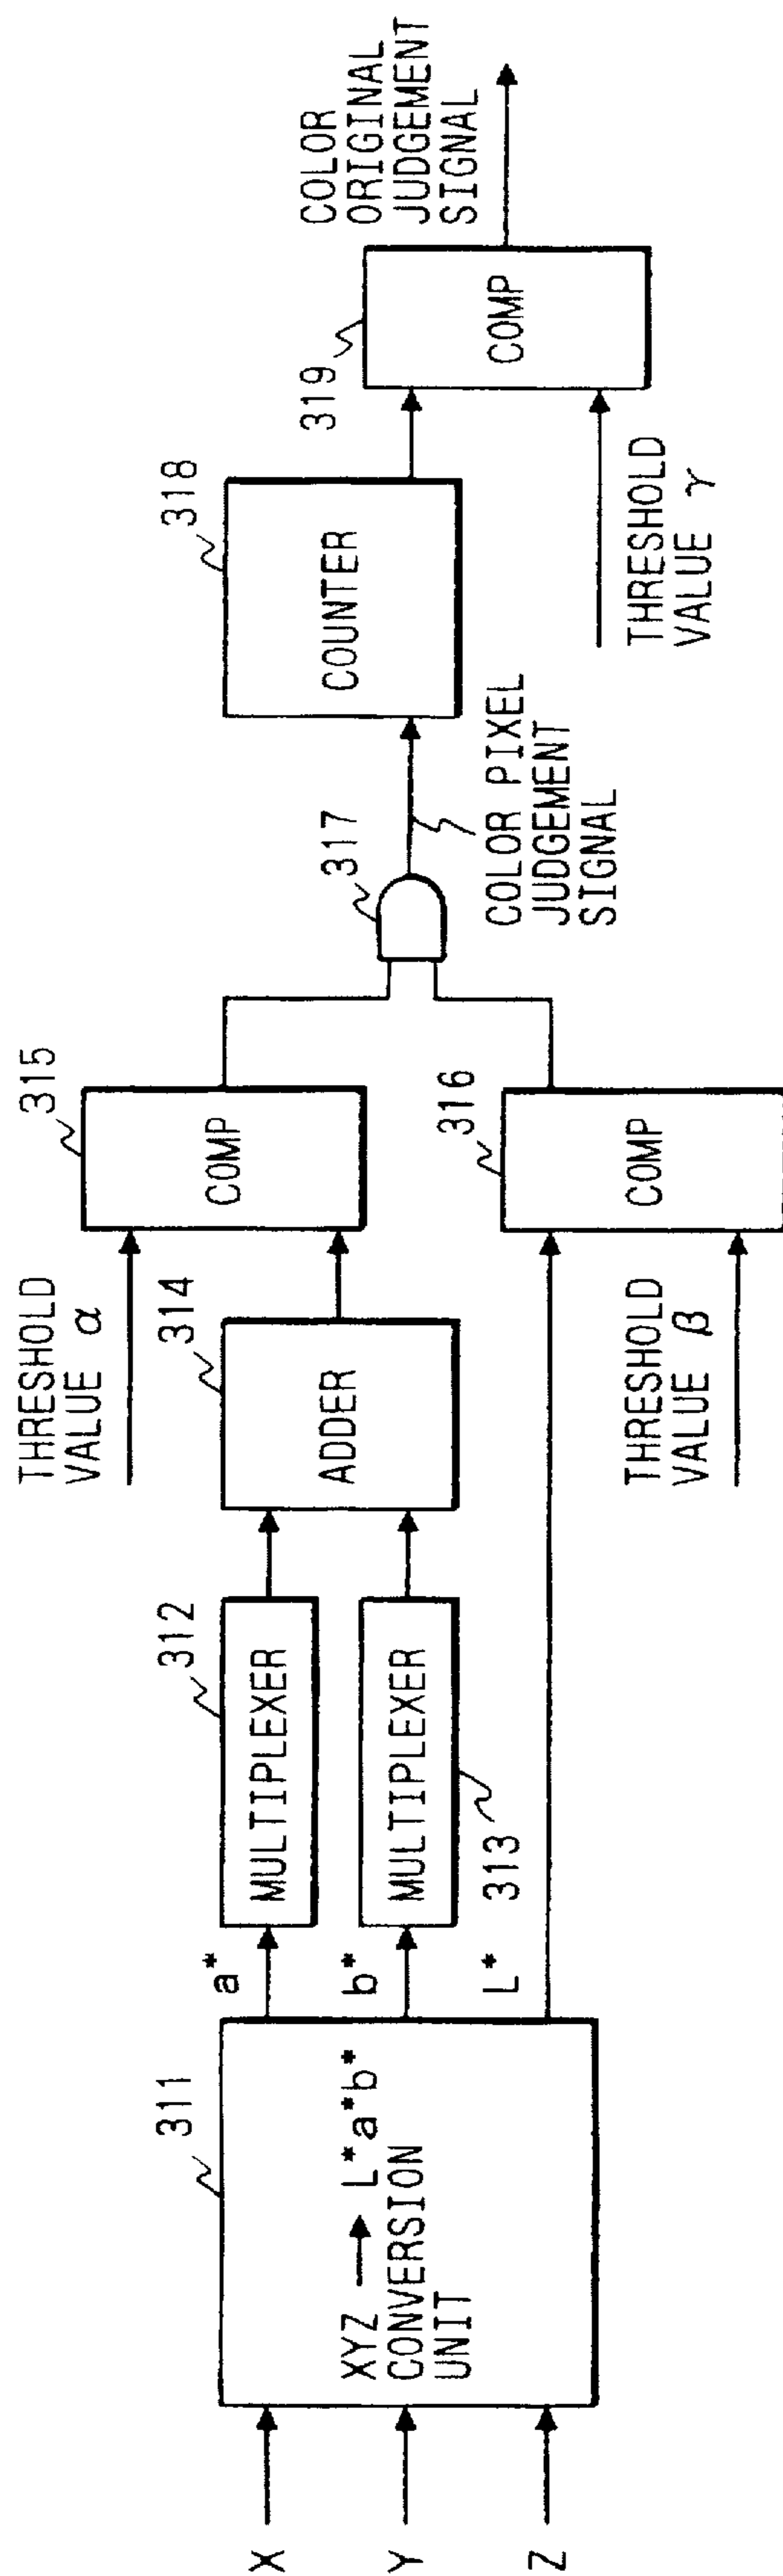 X
Y
Z
311
XYZ → L*a*b*
CONVERSION
UNIT
a*
b*
L*
312
MULTIPLEXER
MULTIPLEXER
313
314
ADDER
THRESHOLD
VALUE α
315
COMP
316
COMP
THRESHOLD
VALUE β
317
COLOR PIXEL
JUDGEMENT
SIGNAL
318
COUNTER
319
COMP
THRESHOLD
VALUE γ
COLOR
ORIGINAL
JUDGEMENT
SIGNAL